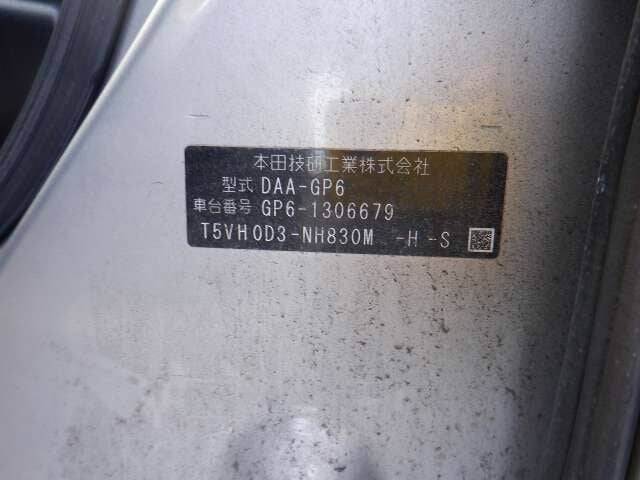 本田技研工業株式会社
型式 DAA-GP6
車台番号 GP6-1306679
T5VH0D3-NH830M -H -S